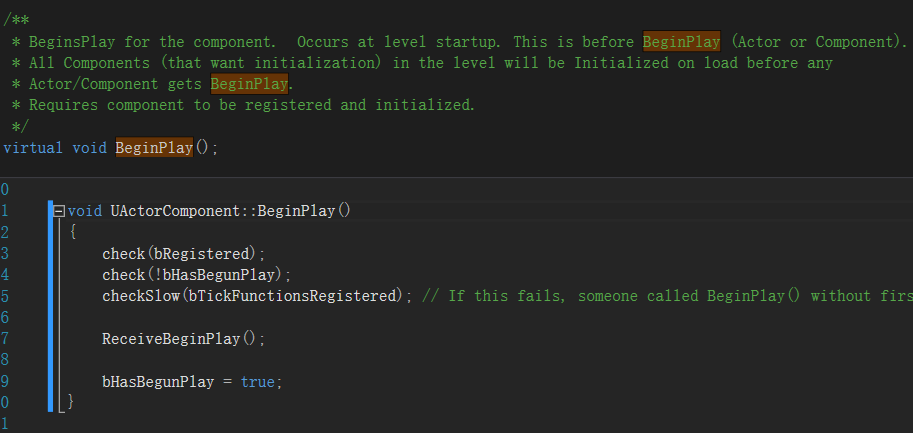 /**
* BeginsPlay for the component.  Occurs at level startup. This is before BeginPlay (Actor or Component).
* All Components (that want initialization) in the level will be Initialized on load before any
* Actor/Component gets BeginPlay.
* Requires component to be registered and initialized.
*/
virtual void BeginPlay();
0
1 void UActorComponent::BeginPlay()
2 {
3 check(bRegistered);
4 check(!bHasBegunPlay);
5 checkSlow(bTickFunctionsRegistered); // If this fails, someone called BeginPlay() without firs
6
7 ReceiveBeginPlay();
8
9 bHasBegunPlay = true;
0 }
1